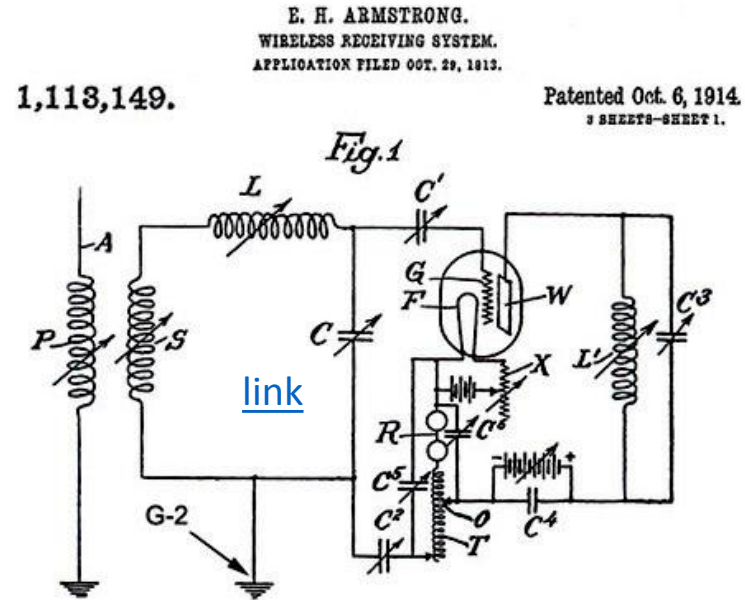 E. H. ARMSTRONG.
WIRELESS RECEIVING SYSTEM.
APPLICATION FILED OCT. 29, 1913.
1,113,149.
Patented Oct. 6, 1914.
3 SHEETS—SHEET 1.
Fig. 1
L
C'
A
G
F
W
C3
P
S
C
X
L'
link
R
C6
C5
- +
G-2
C2
O
C4
T